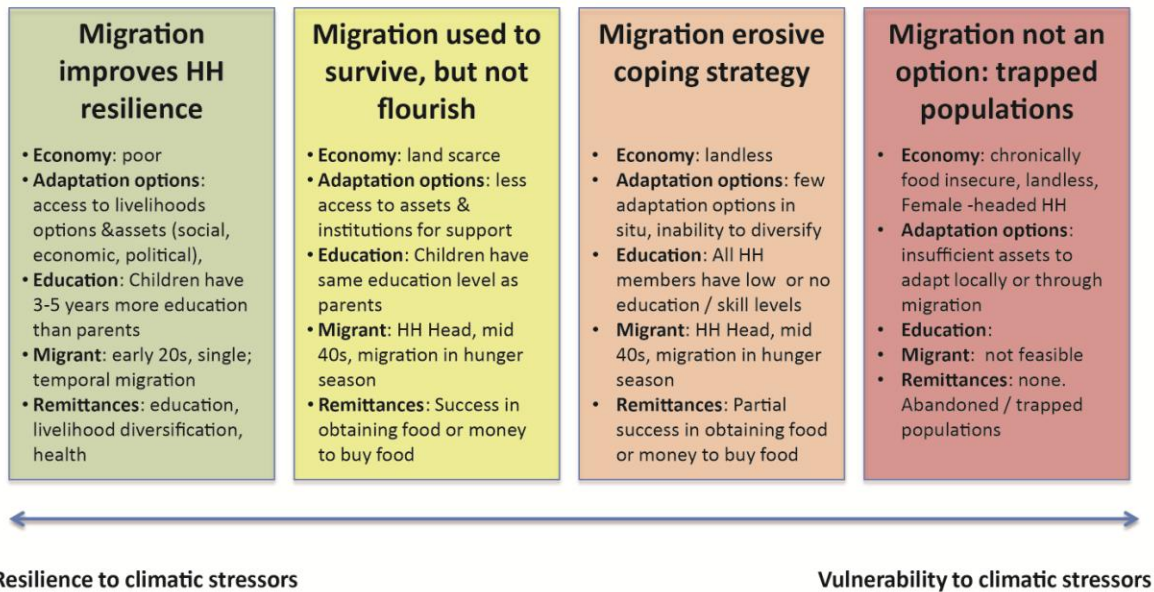 Migration
improves HH
resilience
• Economy: poor
• Adaptation options:
access to livelihoods
options &assets (social,
economic, political),
• Education: Children have
3-5 years more education
than parents
• Migrant: early 20s, single;
temporal migration
• Remittances: education,
livelihood diversification,
health
Migration used to
survive, but not
flourish
• Economy: land scarce
• Adaptation options: less
access to assets &
institutions for support
• Education: Children have
same education level as
parents
• Migrant: HH Head, mid
40s, migration in hunger
season
• Remittances: Success in
obtaining food or money
to buy food
Migration erosive
coping strategy
• Economy: landless
• Adaptation options: few
adaptation options in
situ, inability to diversify
• Education: All HH
members have low or no
education / skill levels
• Migrant: HH Head, mid
40s, migration in hunger
season
• Remittances: Partial
success in obtaining food
or money to buy food
Migration not an
option: trapped
populations
• Economy: chronically
food insecure, landless,
Female -headed HH
• Adaptation options:
insufficient assets to
adapt locally or through
migration
• Education:
• Migrant: not feasible
• Remittances: none.
Abandoned / trapped
populations
Resilience to climatic stressors
Vulnerability to climatic stressors